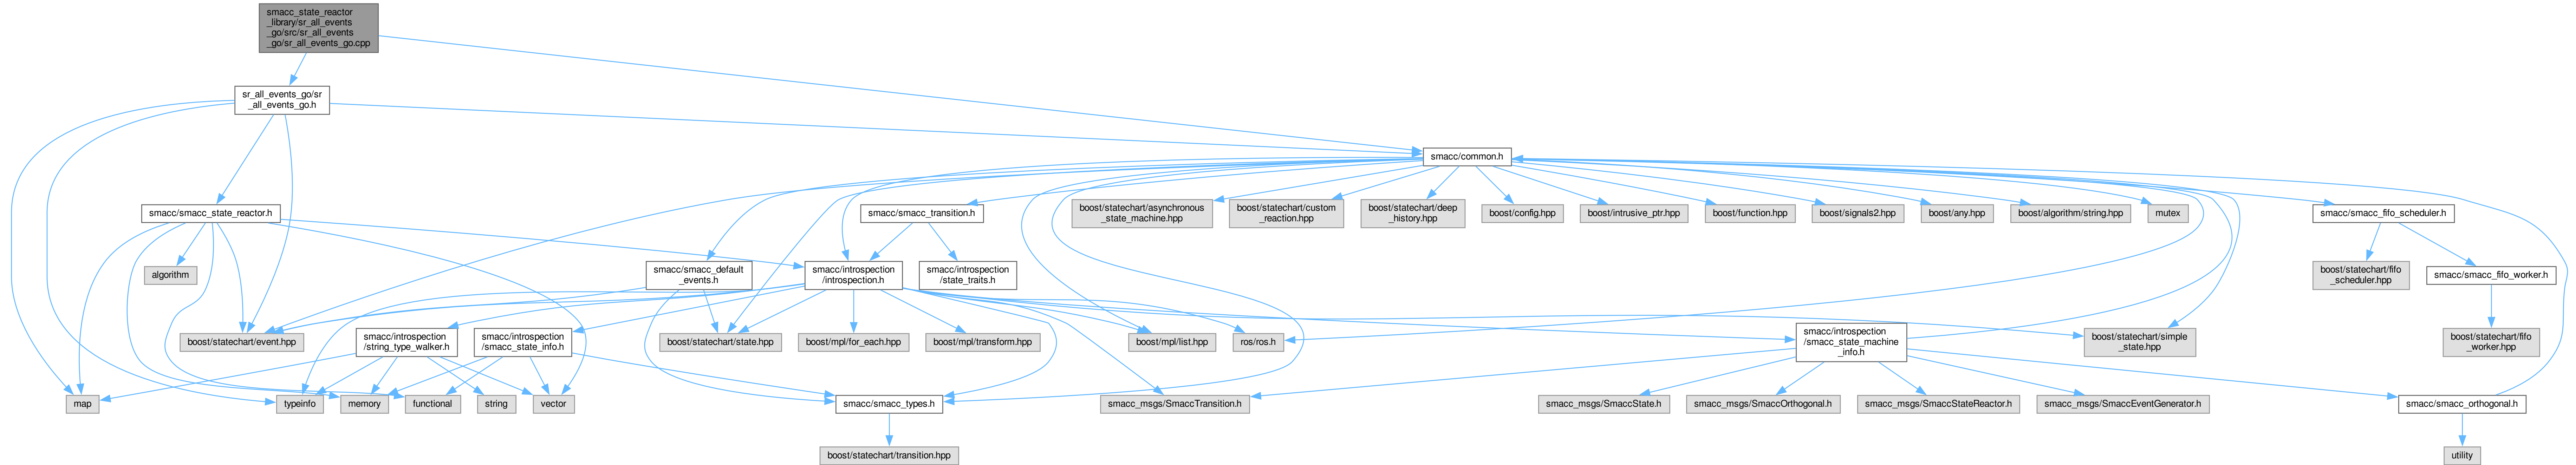 smacc_state_reactor
_library/sr_all_events
_go/src/sr_all_events
_go/sr_all_events_go.cpp
sr_all_events_go/sr
_all_events_go.h
smacc/common.h
smacc/smacc_state_reactor.h
smacc/smacc_transition.h
boost/statechart/asynchronous
_state_machine.hpp
boost/statechart/custom
_reaction.hpp
boost/statechart/deep
_history.hpp
boost/config.hpp
boost/intrusive_ptr.hpp
boost/function.hpp
boost/signals2.hpp
boost/any.hpp
boost/algorithm/string.hpp
mutex
smacc/smacc_fifo_scheduler.h
algorithm
smacc/smacc_default
_events.h
smacc/introspection
/introspection.h
smacc/introspection
/state_traits.h
boost/statechart/fifo
_scheduler.hpp
smacc/smacc_fifo_worker.h
boost/statechart/event.hpp
smacc/introspection
/string_type_walker.h
smacc/introspection
/smacc_state_info.h
boost/statechart/state.hpp
boost/mpl/for_each.hpp
boost/mpl/transform.hpp
boost/mpl/list.hpp
ros/ros.h
smacc/introspection
/smacc_state_machine
_info.h
boost/statechart/simple
_state.hpp
boost/statechart/fifo
_worker.hpp
map
typeinfo
memory
functional
string
vector
smacc/smacc_types.h
smacc_msgs/SmaccTransition.h
smacc_msgs/SmaccState.h
smacc_msgs/SmaccOrthogonal.h
smacc_msgs/SmaccStateReactor.h
smacc_msgs/SmaccEventGenerator.h
smacc/smacc_orthogonal.h
boost/statechart/transition.hpp
utility